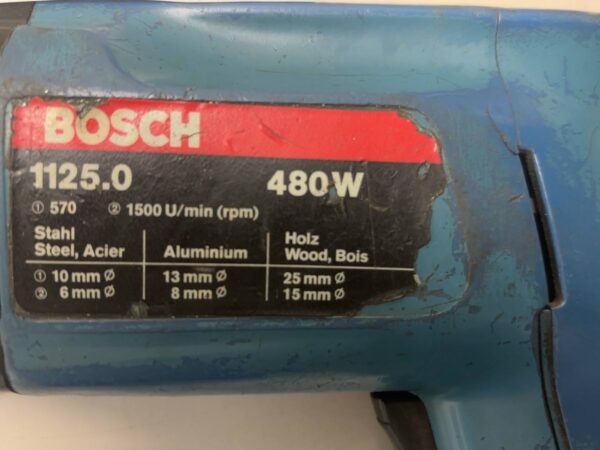 BOSCH
1125.0 480W
① 570 ② 1500 U/min (rpm)
Stahl
Steel, Acier
Aluminium
Holz
Wood, Bois
① 10 mm Ø 13 mm Ø 25 mm Ø
② 6 mm Ø 8 mm Ø 15 mm Ø